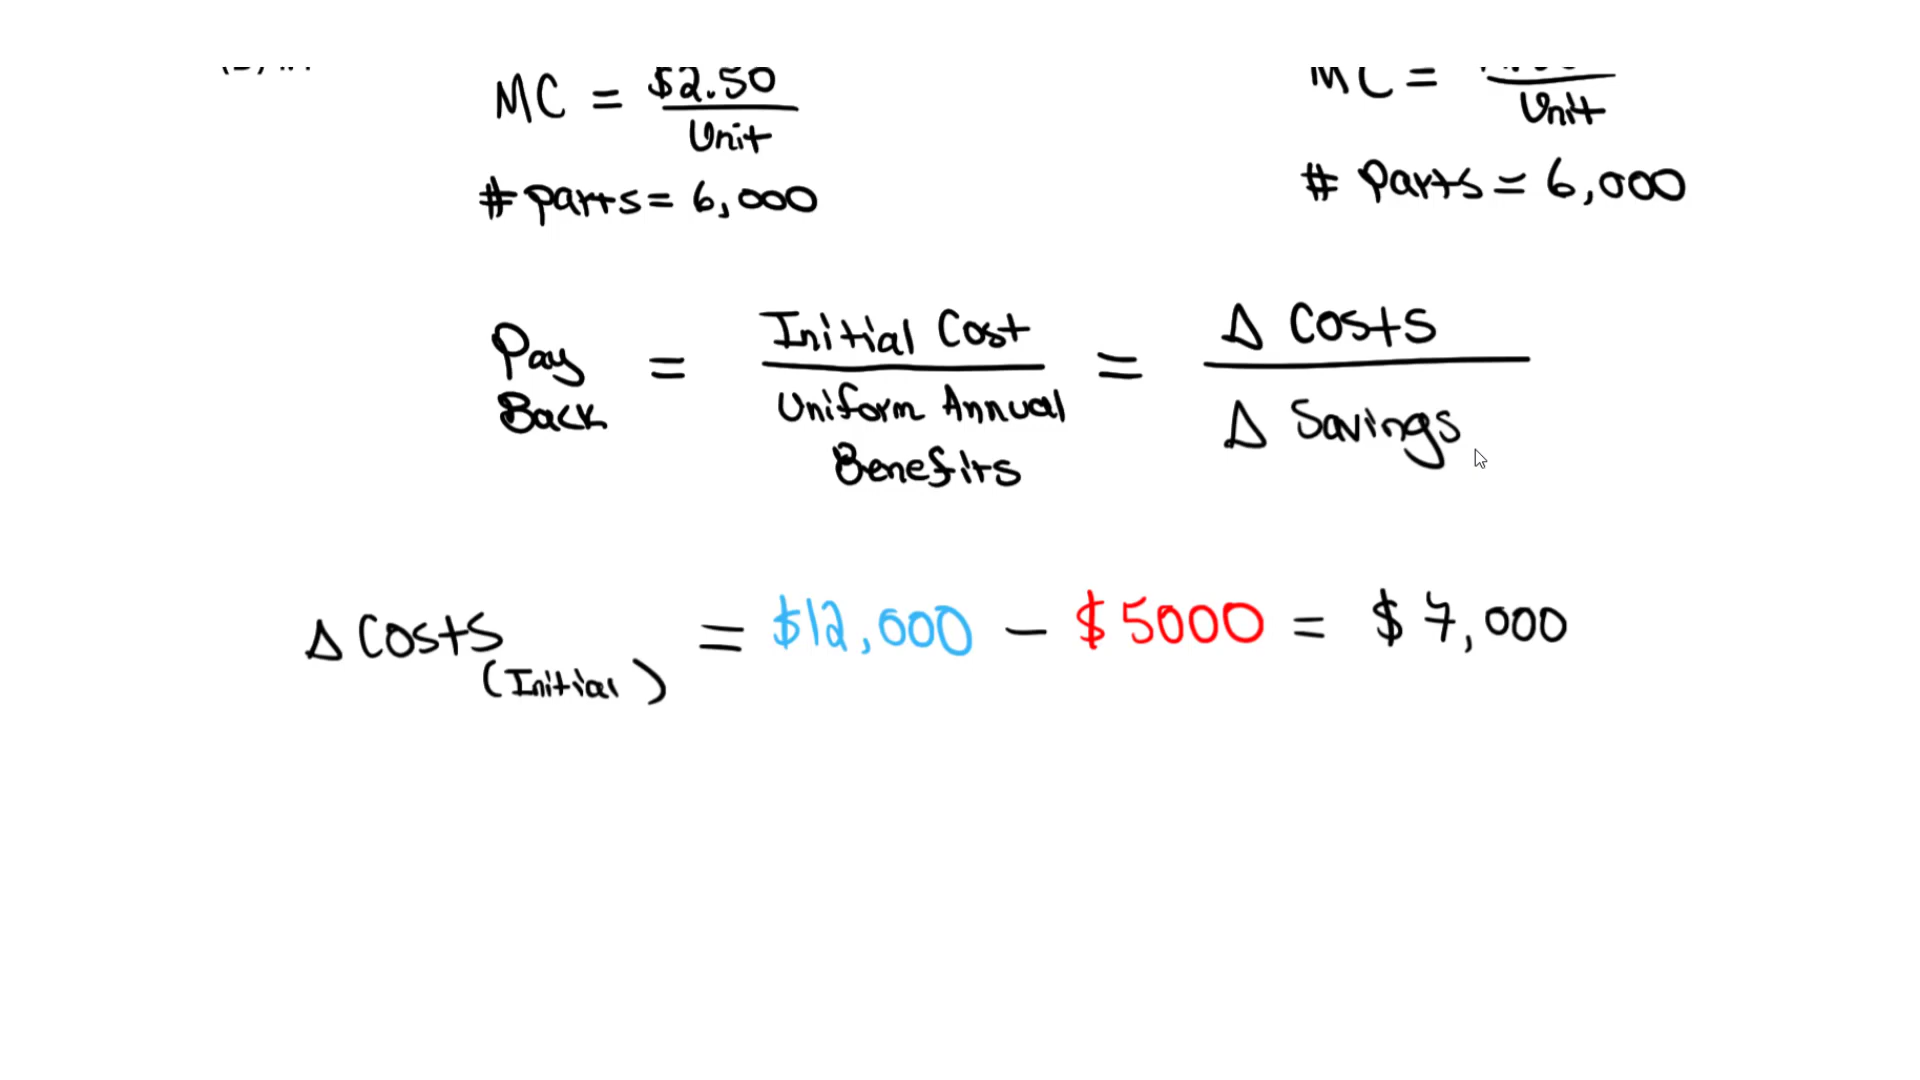 MC = $2.50 / Unit
# parts = 6,000
MC = / Unit
# Parts = 6,000
Pay Back = Initial Cost / Uniform Annual Benefits = Δ Costs / Δ Savings
Δ Costs (Initial) = $12,000 − $5000 = $7,000